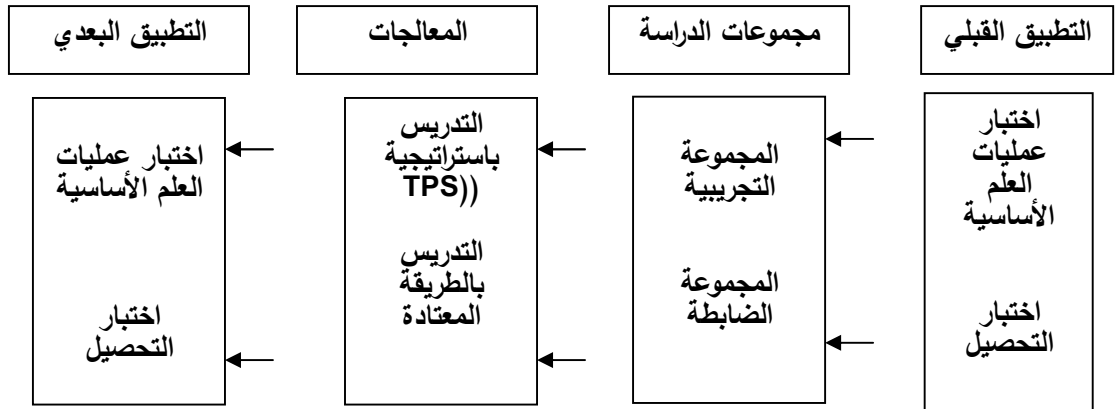 التطبيق القبلي
مجموعات الدراسة
المعالجات
التطبيق البعدي
اختبار
عمليات
العلم
الأساسية
اختبار
التحصيل
المجموعة
التجريبية
المجموعة
الضابطة
التدريس
باستراتيجية
TPS))
التدريس
بالطريقة
المعتادة
اختبار عمليات
العلم الأساسية
اختبار
التحصيل